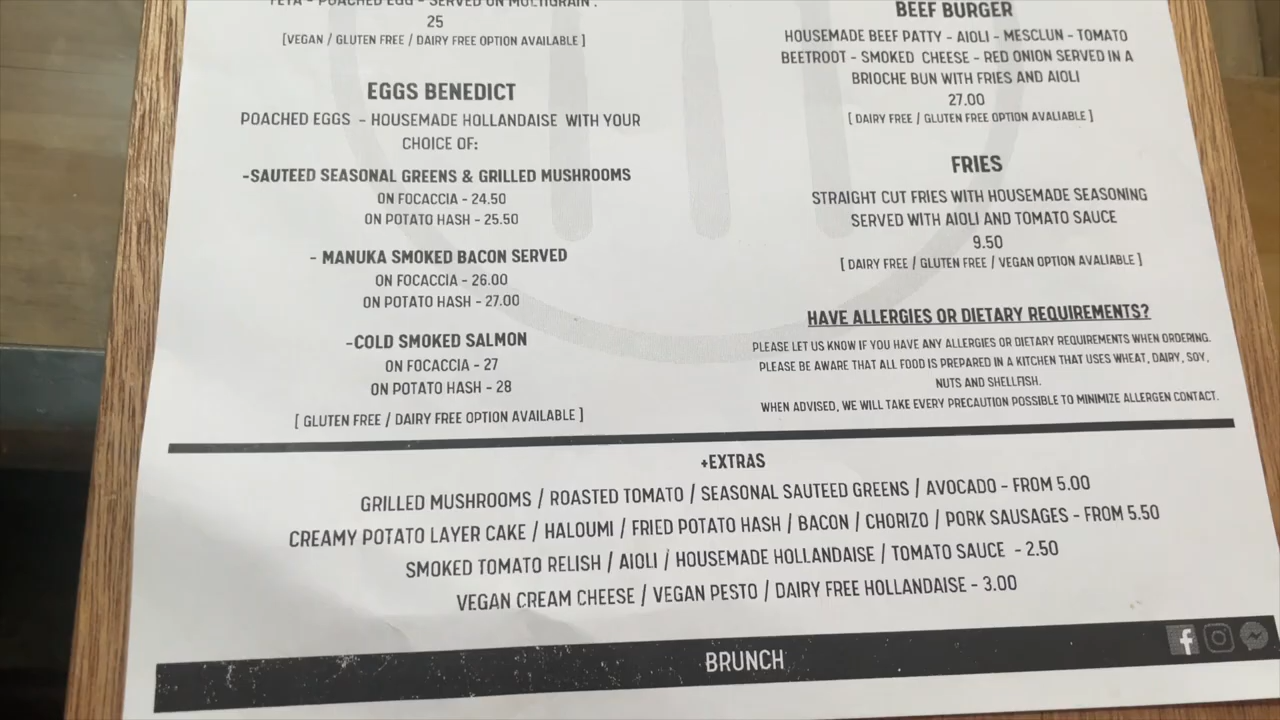 FETA - POACHED EGG - SERVED ON MULTIGRAIN .
25
[VEGAN / GLUTEN FREE / DAIRY FREE OPTION AVAILABLE ]
EGGS BENEDICT
POACHED EGGS - HOUSEMADE HOLLANDAISE WITH YOUR
CHOICE OF:
-SAUTEED SEASONAL GREENS & GRILLED MUSHROOMS
ON FOCACCIA - 24.50
ON POTATO HASH - 25.50
- MANUKA SMOKED BACON SERVED
ON FOCACCIA - 26.00
ON POTATO HASH - 27.00
-COLD SMOKED SALMON
ON FOCACCIA - 27
ON POTATO HASH - 28
[ GLUTEN FREE / DAIRY FREE OPTION AVAILABLE ]
BEEF BURGER
HOUSEMADE BEEF PATTY - AIOLI - MESCLUN - TOMATO
BEETROOT - SMOKED CHEESE - RED ONION SERVED IN A
BRIOCHE BUN WITH FRIES AND AIOLI
27.00
[ DAIRY FREE / GLUTEN FREE OPTION AVALIABLE ]
FRIES
STRAIGHT CUT FRIES WITH HOUSEMADE SEASONING
SERVED WITH AIOLI AND TOMATO SAUCE
9.50
[ DAIRY FREE / GLUTEN FREE / VEGAN OPTION AVALIABLE ]
HAVE ALLERGIES OR DIETARY REQUIREMENTS?
PLEASE LET US KNOW IF YOU HAVE ANY ALLERGIES OR DIETARY REQUIREMENTS WHEN ORDERING.
PLEASE BE AWARE THAT ALL FOOD IS PREPARED IN A KITCHEN THAT USES WHEAT, DAIRY, SOY,
NUTS AND SHELLFISH.
WHEN ADVISED, WE WILL TAKE EVERY PRECAUTION POSSIBLE TO MINIMIZE ALLERGEN CONTACT.
+EXTRAS
GRILLED MUSHROOMS / ROASTED TOMATO / SEASONAL SAUTEED GREENS / AVOCADO - FROM 5.00
CREAMY POTATO LAYER CAKE / HALOUMI / FRIED POTATO HASH / BACON / CHORIZO / PORK SAUSAGES - FROM 5.50
SMOKED TOMATO RELISH / AIOLI / HOUSEMADE HOLLANDAISE / TOMATO SAUCE - 2.50
VEGAN CREAM CHEESE / VEGAN PESTO / DAIRY FREE HOLLANDAISE - 3.00
BRUNCH